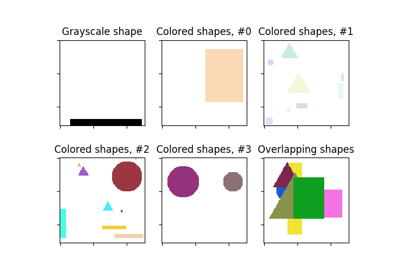 Grayscale shape
Colored shapes, #0
Colored shapes, #1
Colored shapes, #2
Colored shapes, #3
Overlapping shapes